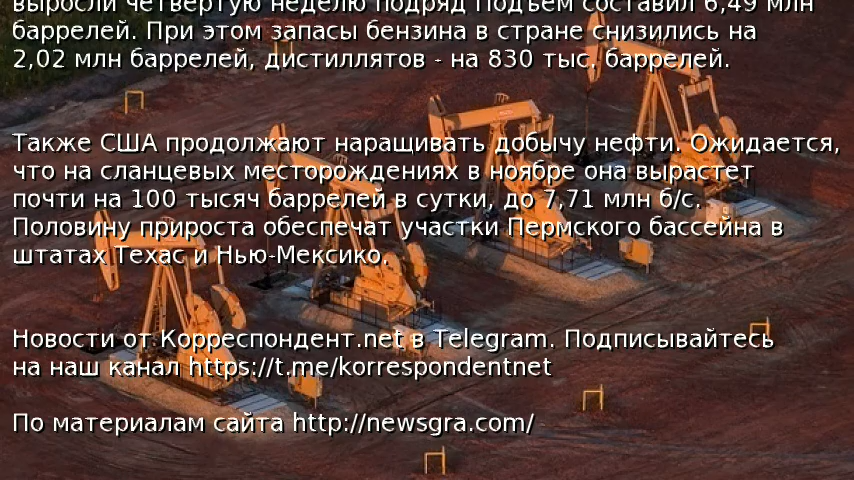 выросли четвертую неделю подряд Подъем составил 6,49 млн
баррелей. При этом запасы бензина в стране снизились на
2,02 млн баррелей, дистиллятов - на 830 тыс. баррелей.
Также США продолжают наращивать добычу нефти. Ожидается,
что на сланцевых месторождениях в ноябре она вырастет
почти на 100 тысяч баррелей в сутки, до 7,71 млн б/с.
Половину прироста обеспечат участки Пермского бассейна в
штатах Техас и Нью-Мексико.
Новости от Корреспондент.net в Telegram. Подписывайтесь
на наш канал https://t.me/korrespondentnet
По материалам сайта http://newsgra.com/